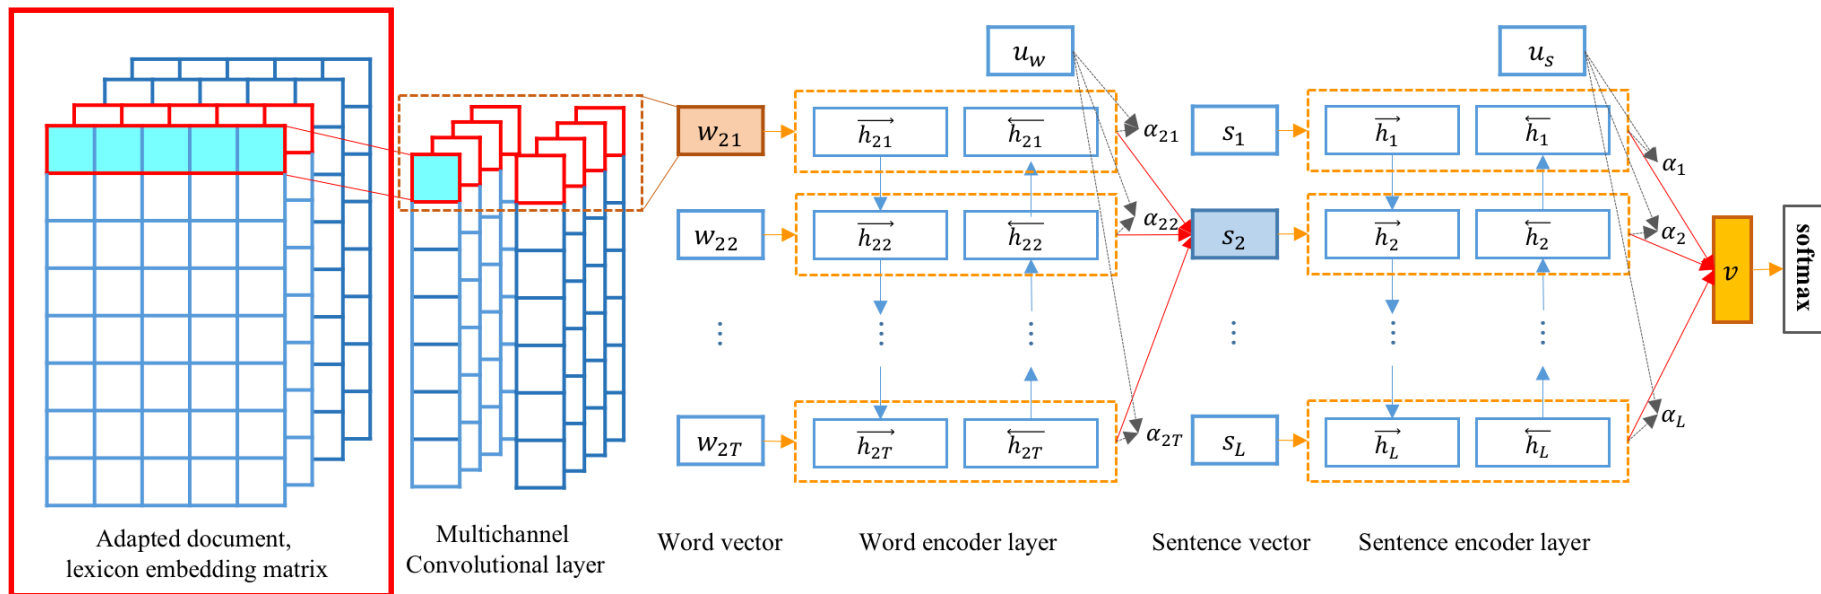 u_w
u_s
w_21
→h_21
←h_21
α_21
s_1
→h_1
←h_1
α_1
w_22
→h_22
←h_22
α_22
s_2
→h_2
←h_2
α_2
v
softmax
⋮ ⋮ ⋮ ⋮ ⋮ ⋮
w_2T
→h_2T
←h_2T
α_2T
s_L
→h_L
←h_L
α_L
Adapted document,
lexicon embedding matrix
Multichannel
Convolutional layer
Word vector
Word encoder layer
Sentence vector
Sentence encoder layer